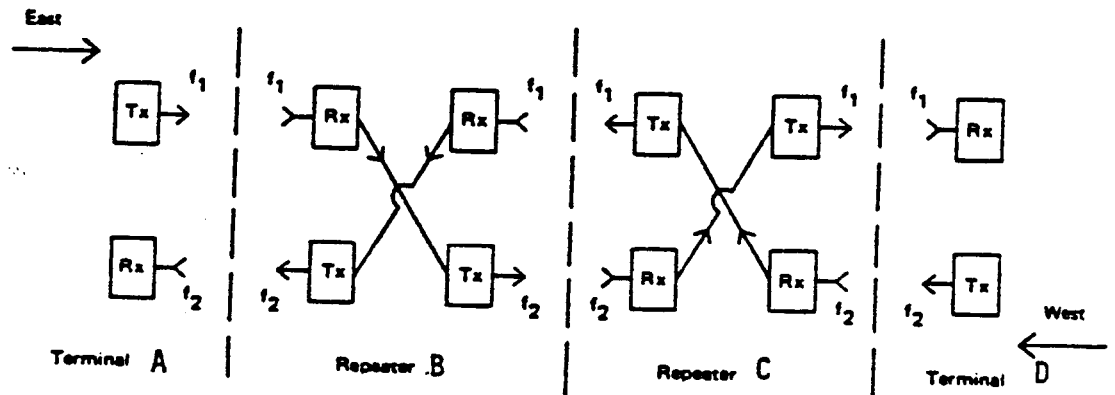 East
f1 f1 f1 f1 f1 f1
Tx Rx Rx Tx Tx Rx
Rx Tx Tx Rx Rx Tx
f2 f2 f2 f2 f2 f2
West
Terminal A Repeater .B Repeater C Terminal D